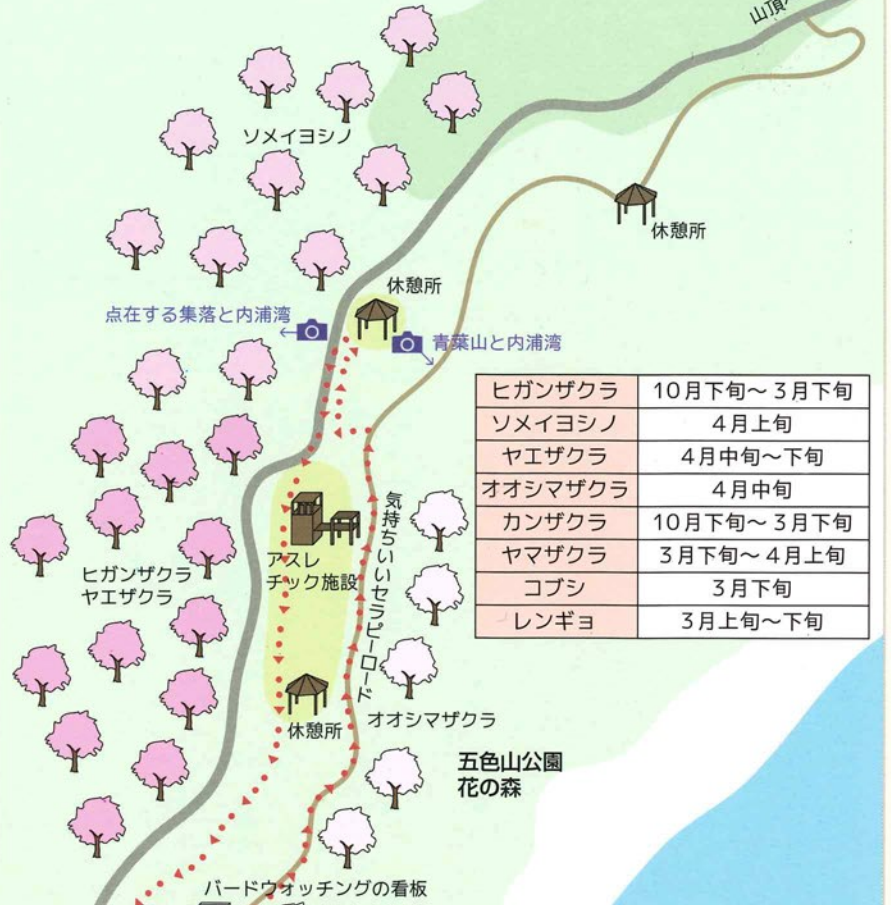 山頂へ
ソメイヨシノ
休憩所
休憩所
点在する集落と内浦湾
青葉山と内浦湾
ヒガンザクラ 10月下旬～3月下旬
ソメイヨシノ 4月上旬
ヤエザクラ 4月中旬～下旬
オオシマザクラ 4月中旬
カンザクラ 10月下旬～3月下旬
ヤマザクラ 3月下旬～4月上旬
コブシ 3月下旬
レンギョ 3月上旬～下旬
気持ちいいセラピーロード
アスレ
チック施設
ヒガンザクラ
ヤエザクラ
休憩所
オオシマザクラ
五色山公園
花の森
バードウォッチングの看板